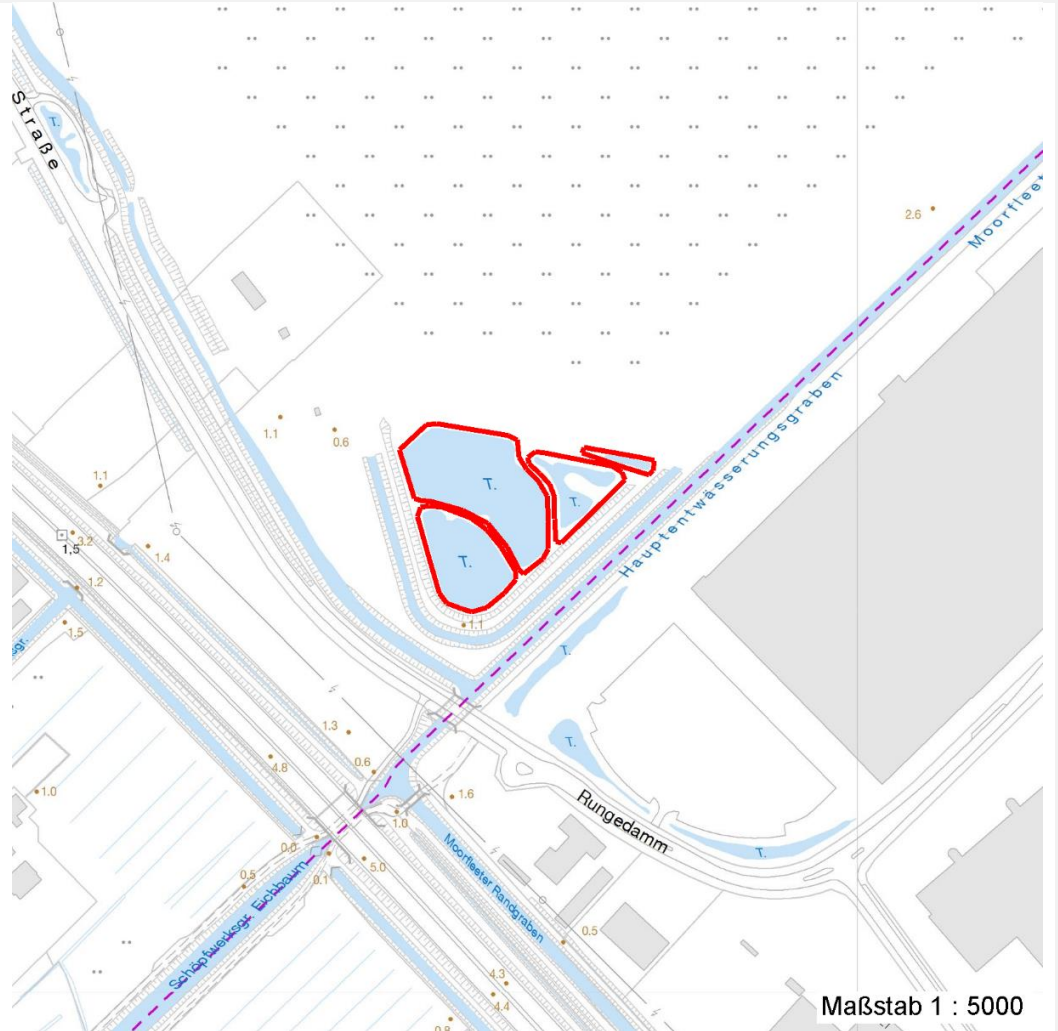 Straße
T.
2.6
Moorfleet
1.1
0.6
Hauptentwässerungsgraben
1.1
T.
T.
3.2
1,5
1.4
T.
1.2
1.1
1.5
sgr.
T.
1.3
T.
0.6
4.8
1.0
1.6
Rungedamm
1.0
0.0
T.
Moorfleeter Randgraben
5.0
0.5
0.1
Schöpfwerksgr. Eichbaum
0.5
4.3
4.4
0.8
Maßstab 1 : 5000